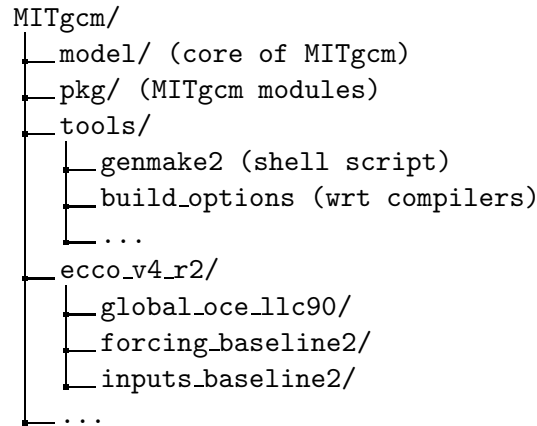 MITgcm/
model/ (core of MITgcm)
pkg/ (MITgcm modules)
tools/
genmake2 (shell script)
build_options (wrt compilers)
...
ecco_v4_r2/
global_oce_llc90/
forcing_baseline2/
inputs_baseline2/
...